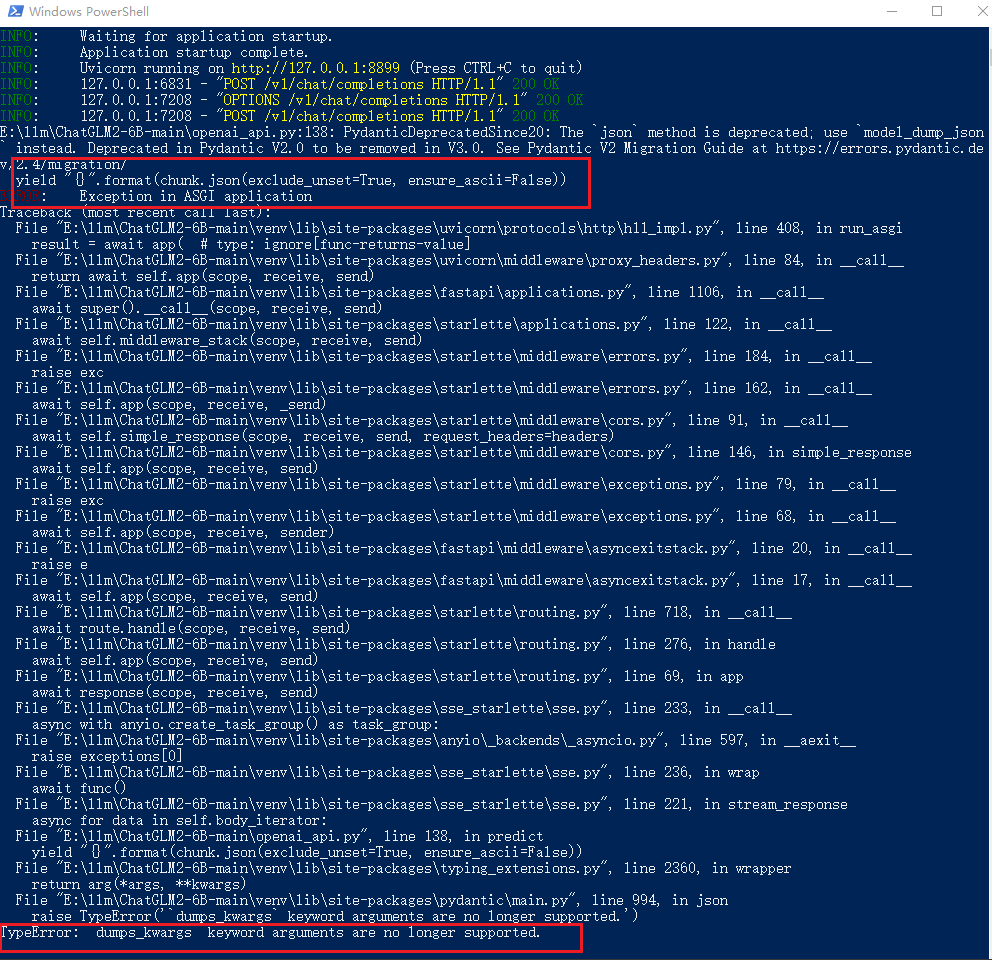 Windows PowerShell
INFO:     Waiting for application startup.
INFO:     Application startup complete.
INFO:     Uvicorn running on http://127.0.0.1:8899 (Press CTRL+C to quit)
INFO:     127.0.0.1:6831 - "POST /v1/chat/completions HTTP/1.1" 200 OK
INFO:     127.0.0.1:7208 - "OPTIONS /v1/chat/completions HTTP/1.1" 200 OK
INFO:     127.0.0.1:7208 - "POST /v1/chat/completions HTTP/1.1" 200 OK
E:\llm\ChatGLM2-6B-main\openai_api.py:138: PydanticDeprecatedSince20: The `json` method is deprecated; use `model_dump_json
` instead. Deprecated in Pydantic V2.0 to be removed in V3.0. See Pydantic V2 Migration Guide at https://errors.pydantic.de
v/2.4/migration/
  yield "{}".format(chunk.json(exclude_unset=True, ensure_ascii=False))
ERROR:    Exception in ASGI application
Traceback (most recent call last):
  File "E:\llm\ChatGLM2-6B-main\venv\lib\site-packages\uvicorn\protocols\http\h11_impl.py", line 408, in run_asgi
    result = await app(  # type: ignore[func-returns-value]
  File "E:\llm\ChatGLM2-6B-main\venv\lib\site-packages\uvicorn\middleware\proxy_headers.py", line 84, in __call__
    return await self.app(scope, receive, send)
  File "E:\llm\ChatGLM2-6B-main\venv\lib\site-packages\fastapi\applications.py", line 1106, in __call__
    await super().__call__(scope, receive, send)
  File "E:\llm\ChatGLM2-6B-main\venv\lib\site-packages\starlette\applications.py", line 122, in __call__
    await self.middleware_stack(scope, receive, send)
  File "E:\llm\ChatGLM2-6B-main\venv\lib\site-packages\starlette\middleware\errors.py", line 184, in __call__
    raise exc
  File "E:\llm\ChatGLM2-6B-main\venv\lib\site-packages\starlette\middleware\errors.py", line 162, in __call__
    await self.app(scope, receive, _send)
  File "E:\llm\ChatGLM2-6B-main\venv\lib\site-packages\starlette\middleware\cors.py", line 91, in __call__
    await self.simple_response(scope, receive, send, request_headers=headers)
  File "E:\llm\ChatGLM2-6B-main\venv\lib\site-packages\starlette\middleware\cors.py", line 146, in simple_response
    await self.app(scope, receive, send)
  File "E:\llm\ChatGLM2-6B-main\venv\lib\site-packages\starlette\middleware\exceptions.py", line 79, in __call__
    raise exc
  File "E:\llm\ChatGLM2-6B-main\venv\lib\site-packages\starlette\middleware\exceptions.py", line 68, in __call__
    await self.app(scope, receive, sender)
  File "E:\llm\ChatGLM2-6B-main\venv\lib\site-packages\fastapi\middleware\asyncexitstack.py", line 20, in __call__
    raise e
  File "E:\llm\ChatGLM2-6B-main\venv\lib\site-packages\fastapi\middleware\asyncexitstack.py", line 17, in __call__
    await self.app(scope, receive, send)
  File "E:\llm\ChatGLM2-6B-main\venv\lib\site-packages\starlette\routing.py", line 718, in __call__
    await route.handle(scope, receive, send)
  File "E:\llm\ChatGLM2-6B-main\venv\lib\site-packages\starlette\routing.py", line 276, in handle
    await self.app(scope, receive, send)
  File "E:\llm\ChatGLM2-6B-main\venv\lib\site-packages\starlette\routing.py", line 69, in app
    await response(scope, receive, send)
  File "E:\llm\ChatGLM2-6B-main\venv\lib\site-packages\sse_starlette\sse.py", line 233, in __call__
    async with anyio.create_task_group() as task_group:
  File "E:\llm\ChatGLM2-6B-main\venv\lib\site-packages\anyio\_backends\_asyncio.py", line 597, in __aexit__
    raise exceptions[0]
  File "E:\llm\ChatGLM2-6B-main\venv\lib\site-packages\sse_starlette\sse.py", line 236, in wrap
    await func()
  File "E:\llm\ChatGLM2-6B-main\venv\lib\site-packages\sse_starlette\sse.py", line 221, in stream_response
    async for data in self.body_iterator:
  File "E:\llm\ChatGLM2-6B-main\openai_api.py", line 138, in predict
    yield "{}".format(chunk.json(exclude_unset=True, ensure_ascii=False))
  File "E:\llm\ChatGLM2-6B-main\venv\lib\site-packages\typing_extensions.py", line 2360, in wrapper
    return arg(*args, **kwargs)
  File "E:\llm\ChatGLM2-6B-main\venv\lib\site-packages\pydantic\main.py", line 994, in json
    raise TypeError('`dumps_kwargs` keyword arguments are no longer supported.')
TypeError: `dumps_kwargs` keyword arguments are no longer supported.